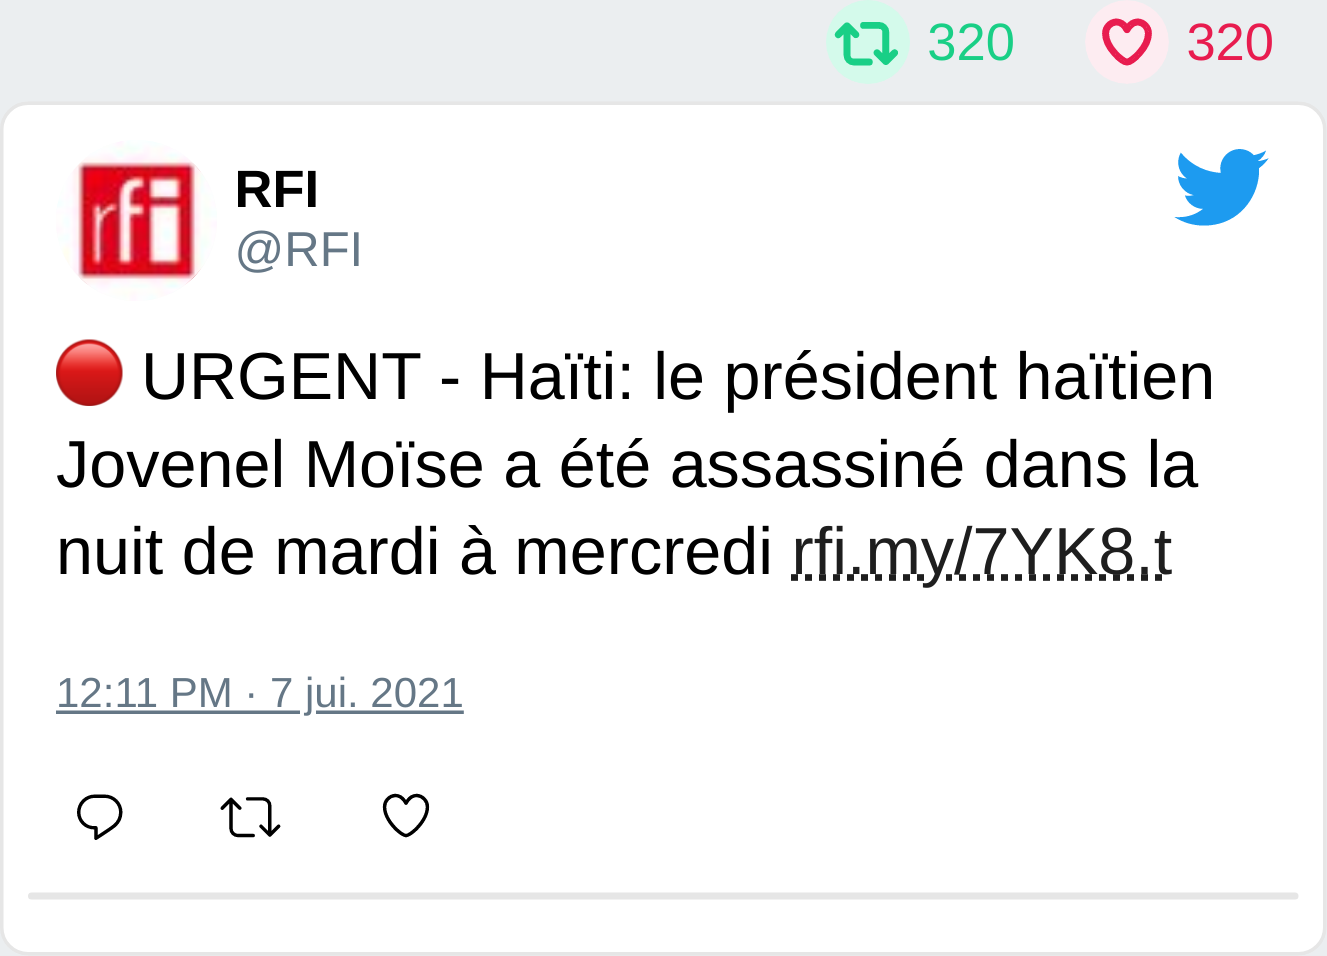 320 320
rfi
RFI
@RFI
🔴 URGENT - Haïti: le président haïtien
Jovenel Moïse a été assassiné dans la
nuit de mardi à mercredi rfi.my/7YK8.t
12:11 PM · 7 jui. 2021